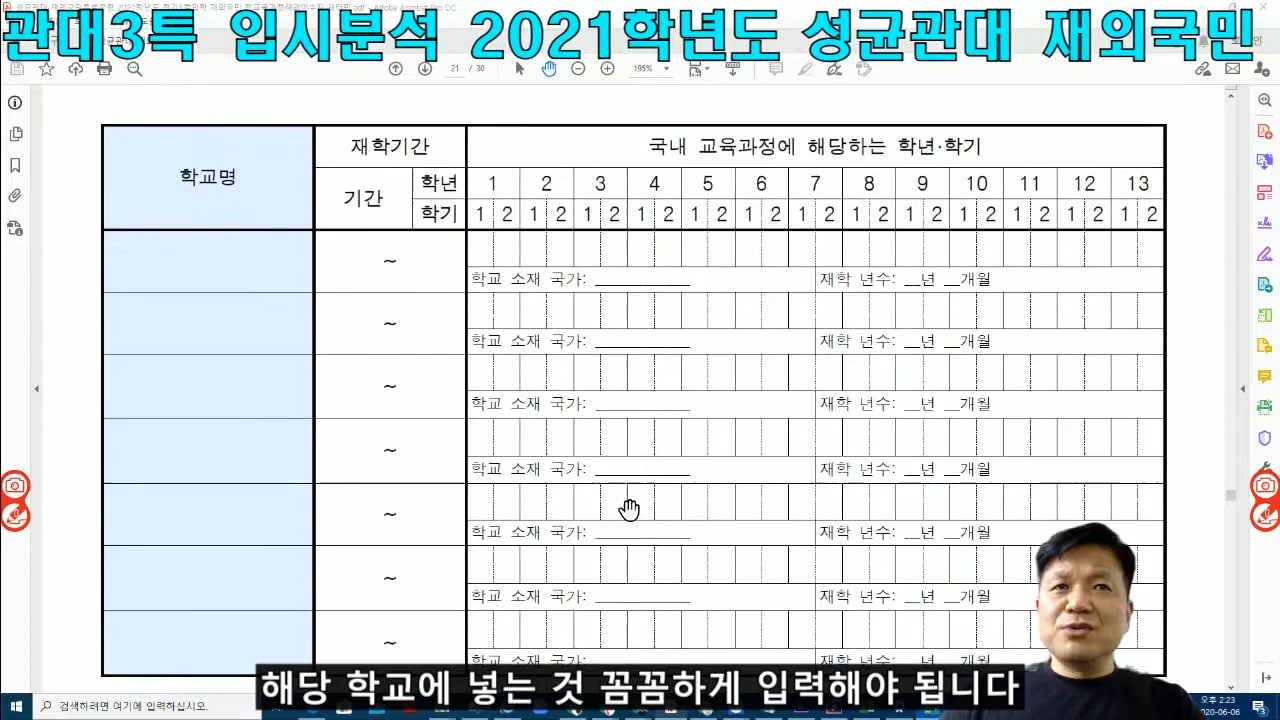 관대3특 입시분석 2021학년도 성균관대 재외국민
21 / 30
195%
학교명
재학기간
국내 교육과정에 해당하는 학년·학기
기간
학년
1 2 3 4 5 6 7 8 9 10 11 12 13
학기
1 2 1 2 1 2 1 2 1 2 1 2 1 2 1 2 1 2 1 2 1 2 1 2 1 2
~
학교 소재 국가: __________ 재학 년수: __년 __개월
~
학교 소재 국가: __________ 재학 년수: __년 __개월
~
학교 소재 국가: __________ 재학 년수: __년 __개월
~
학교 소재 국가: __________ 재학 년수: __년 __개월
~
학교 소재 국가: __________ 재학 년수: __년 __개월
~
학교 소재 국가: __________ 재학 년수: __년 __개월
~
학교 소재 국가: __________ 재학 년수: __년 __개월
해당 학교에 넣는 것 꼼꼼하게 입력해야 됩니다
검색하려면 여기에 입력하십시오.
오후 2:23